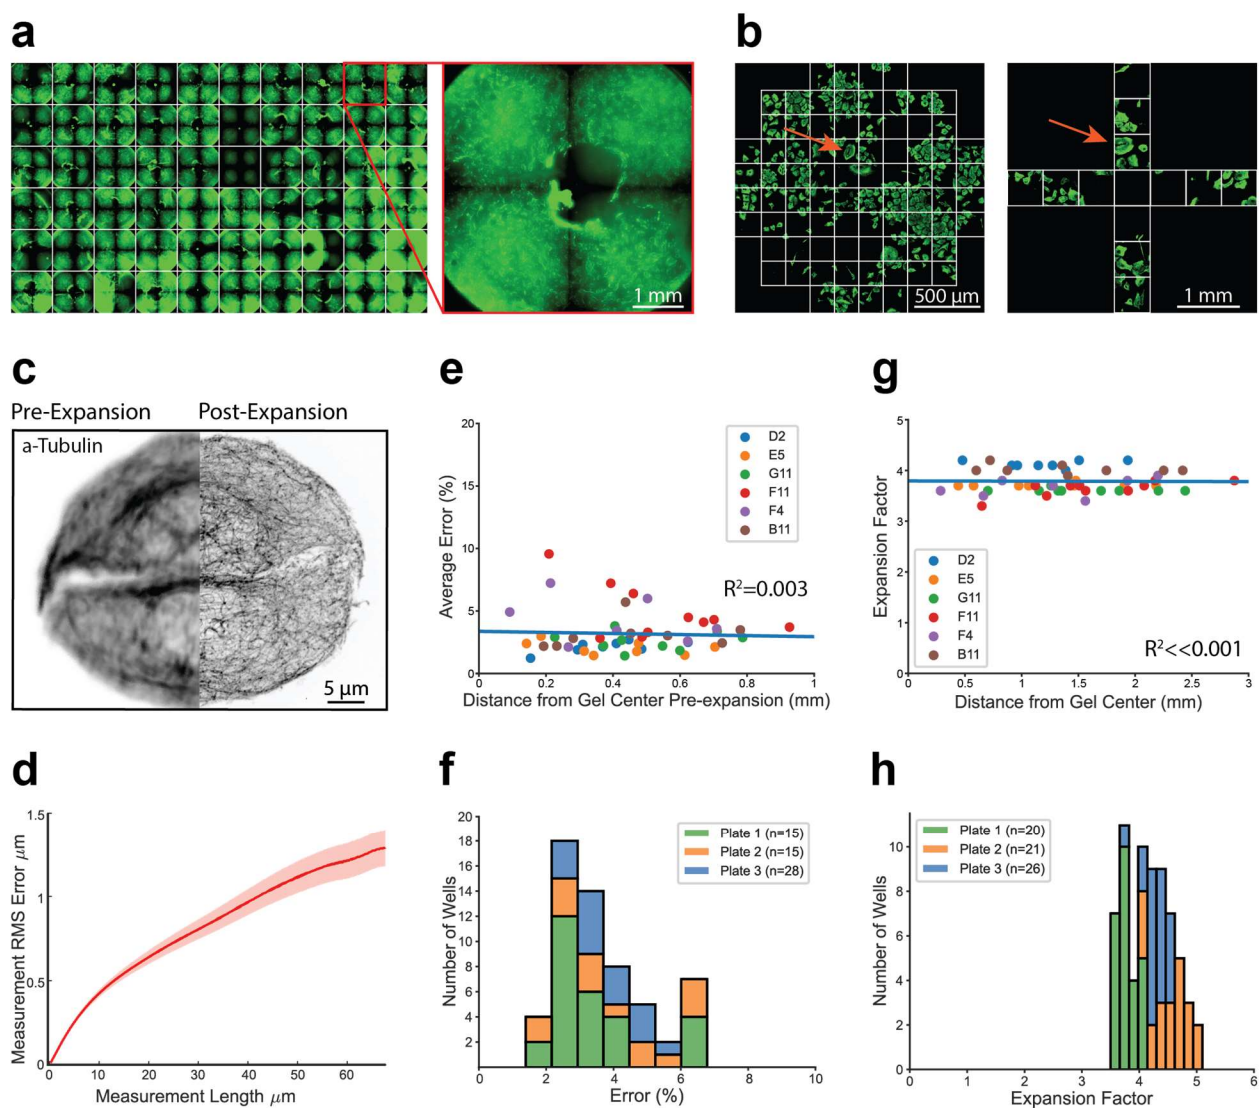 a
b
1 mm
500 μm
1 mm
c
Pre-Expansion
Post-Expansion
a-Tubulin
5 μm
e
Average Error (%)
20
15
10
5
0
0
0.2
0.4
0.6
0.8
1
Distance from Gel Center Pre-expansion (mm)
D2
E5
G11
F11
F4
B11
R²=0.003
g
Expansion Factor
5
4
3
2
1
0
0
0.5
1
1.5
2
2.5
3
Distance from Gel Center (mm)
D2
E5
G11
F11
F4
B11
R²<<0.001
d
Measurement RMS Error μm
1.5
1
0.5
0
0
10
20
30
40
50
60
Measurement Length μm
f
Number of Wells
20
18
16
14
12
10
8
6
4
2
0
2
4
6
8
10
Error (%)
Plate 1 (n=15)
Plate 2 (n=15)
Plate 3 (n=28)
h
Number of Wells
10
8
6
4
2
0
0
1
2
3
4
5
6
Expansion Factor
Plate 1 (n=20)
Plate 2 (n=21)
Plate 3 (n=26)